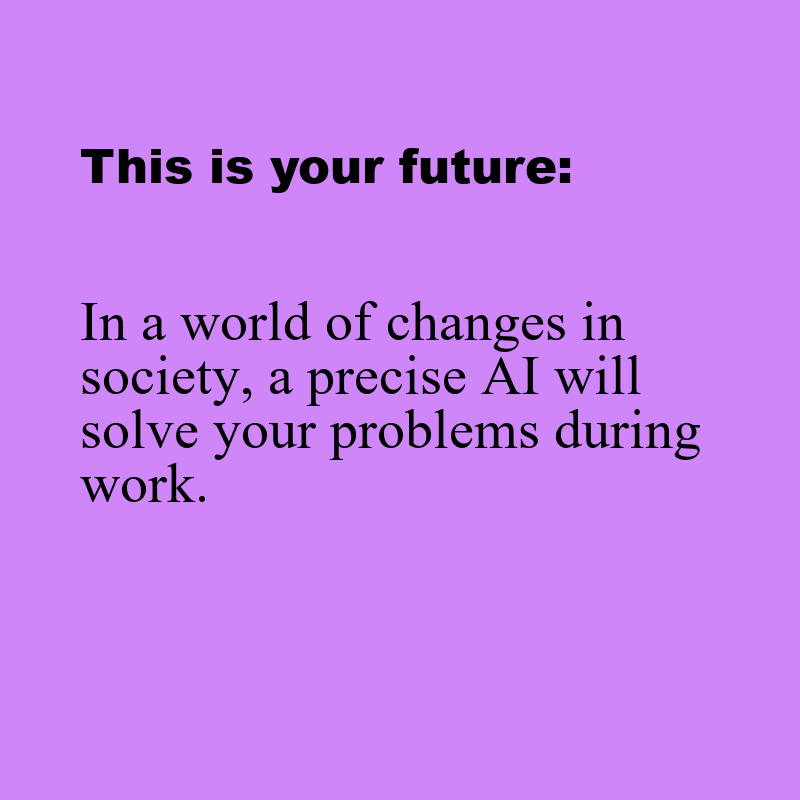 This is your future:
In a world of changes in
society, a precise AI will
solve your problems during
work.